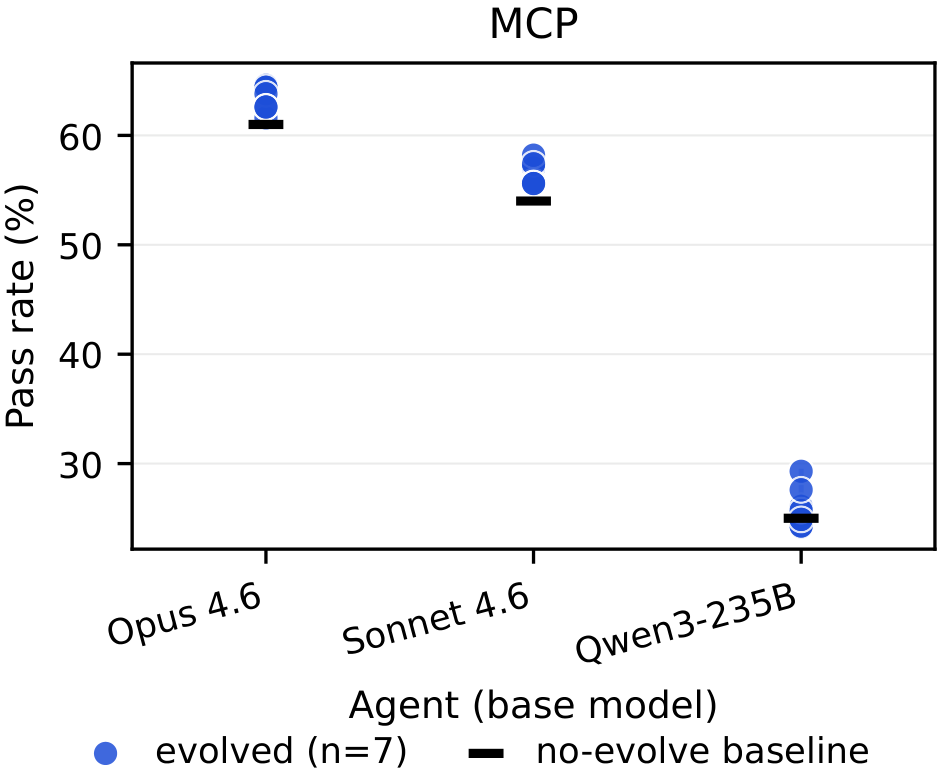 MCP
60
50
40
30
Pass rate (%)
Opus 4.6
Sonnet 4.6
Qwen3-235B
Agent (base model)
evolved (n=7)
no-evolve baseline